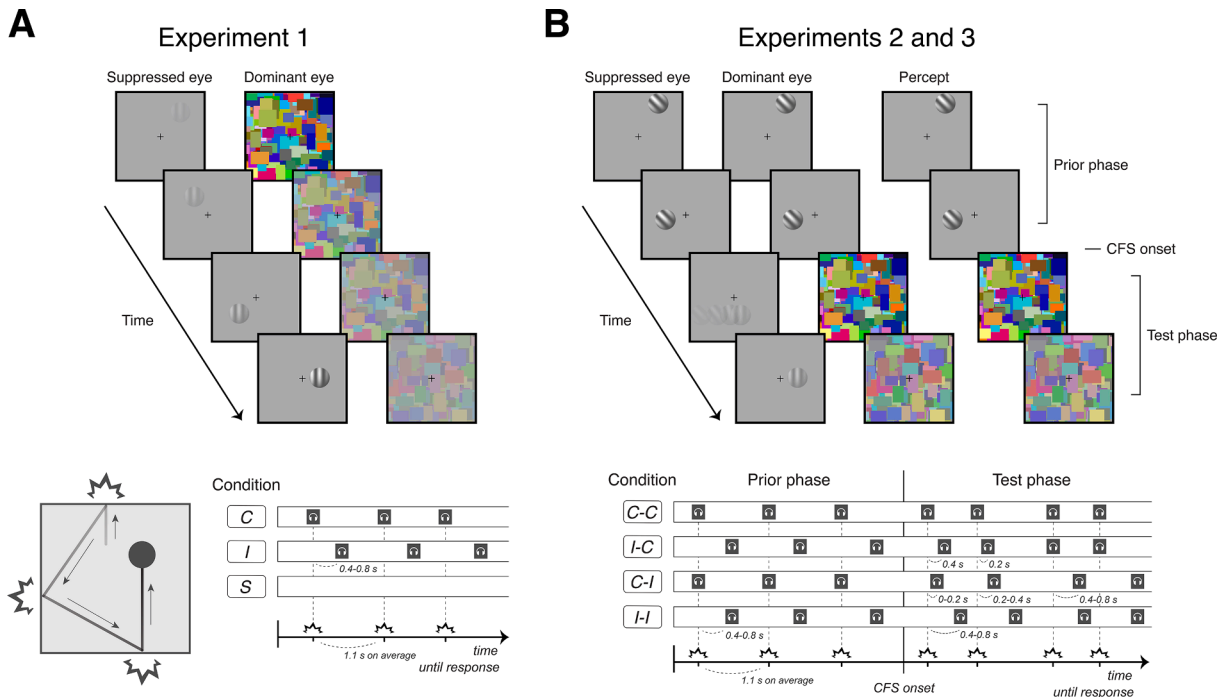 A
Experiment 1
Suppressed eye
Dominant eye
Time
Condition
C
I
0.4-0.8 s
S
1.1 s on average
time
until response
B
Experiments 2 and 3
Suppressed eye
Dominant eye
Percept
Prior phase
CFS onset
Time
Test phase
Condition
Prior phase
Test phase
C-C
I-C
0.4 s
0.2 s
C-I
0-0.2 s
0.2-0.4 s
0.4-0.8 s
I-I
0.4-0.8 s
0.4-0.8 s
1.1 s on average
CFS onset
time
until response